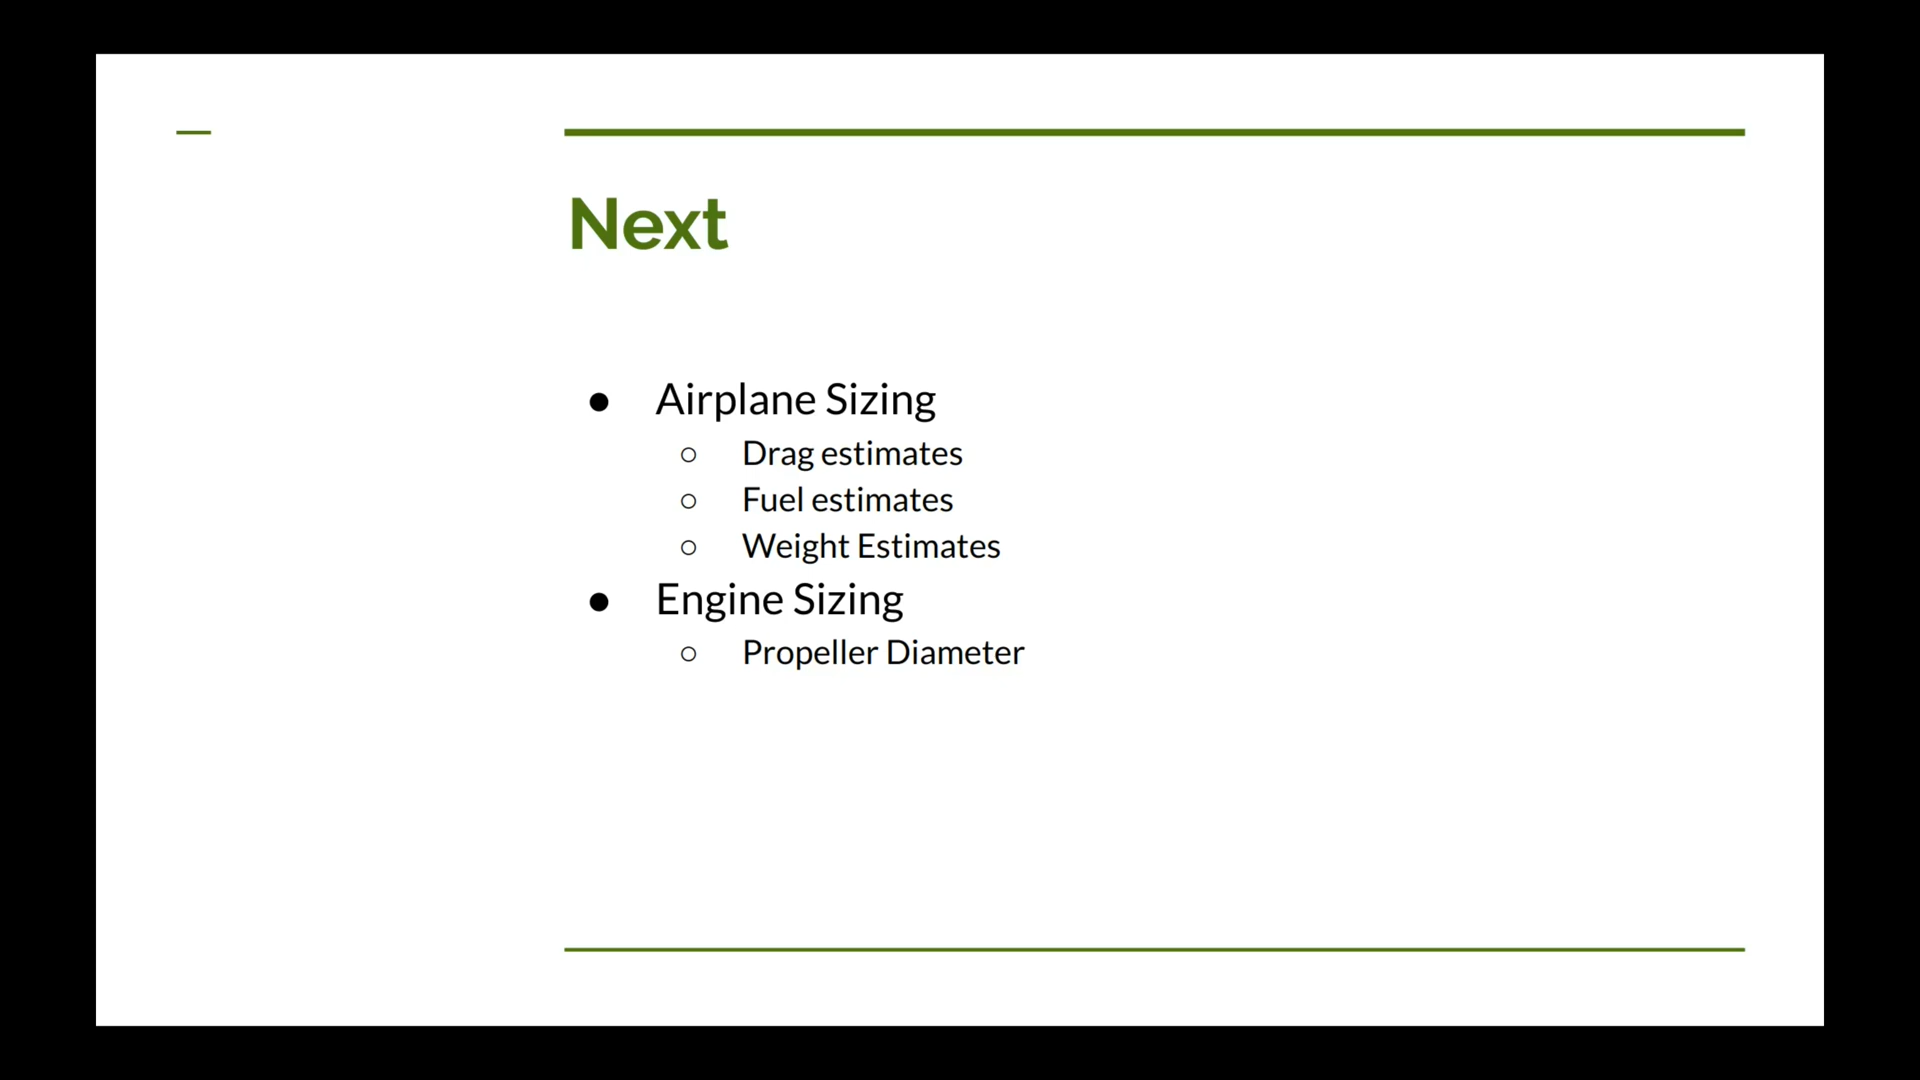 Next
● Airplane Sizing
○ Drag estimates
○ Fuel estimates
○ Weight Estimates
● Engine Sizing
○ Propeller Diameter